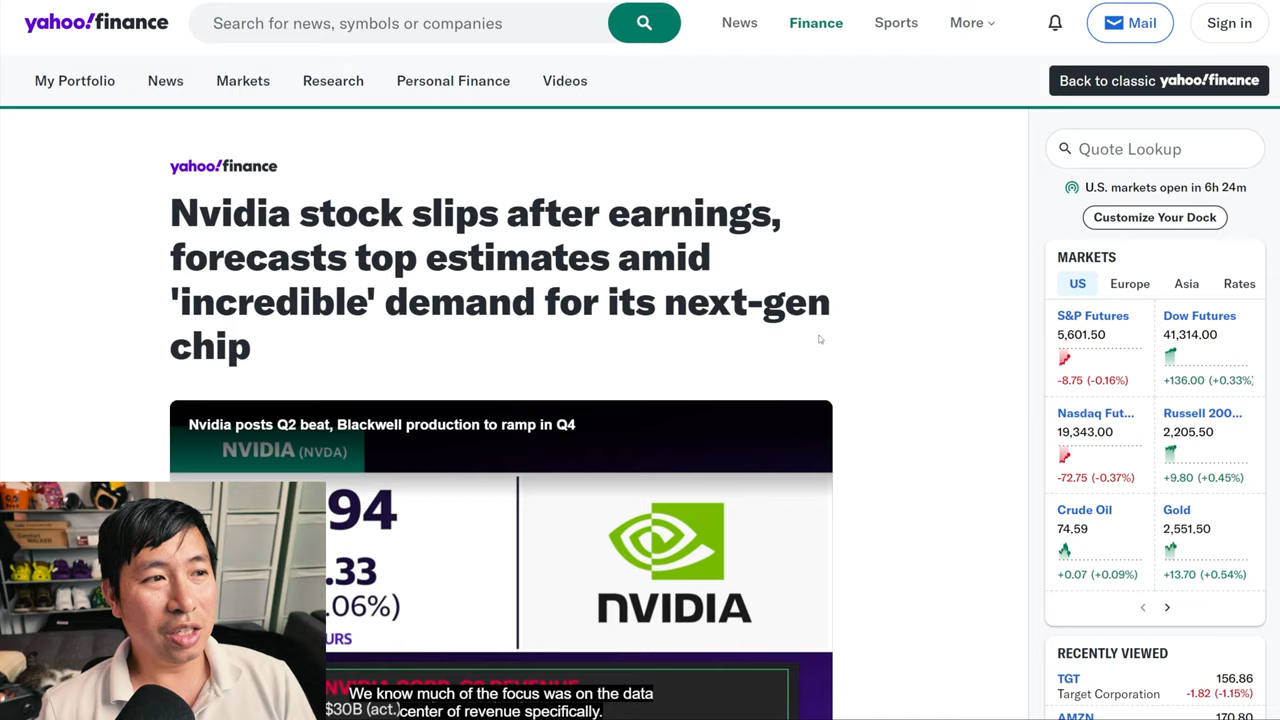 yahoo!finance
Search for news, symbols or companies
News
Finance
Sports
More
Mail
Sign in
My Portfolio
News
Markets
Research
Personal Finance
Videos
Back to classic yahoo!finance
yahoo!finance
Nvidia stock slips after earnings,
forecasts top estimates amid
'incredible' demand for its next-gen
chip
Nvidia posts Q2 beat, Blackwell production to ramp in Q4
NVIDIA (NVDA)
94
.33
.06%)
URS
NVIDIA
We know much of the focus was on the data
$30B (act.)
center of revenue specifically.
Quote Lookup
U.S. markets open in 6h 24m
Customize Your Dock
MARKETS
US
Europe
Asia
Rates
S&P Futures
5,601.50
-8.75 (-0.16%)
Dow Futures
41,314.00
+136.00 (+0.33%)
Nasdaq Fut...
19,343.00
-72.75 (-0.37%)
Russell 200...
2,205.50
+9.80 (+0.45%)
Crude Oil
74.59
+0.07 (+0.09%)
Gold
2,551.50
+13.70 (+0.54%)
RECENTLY VIEWED
TGT
156.86
Target Corporation
-1.82 (-1.15%)
AMZN
170.80